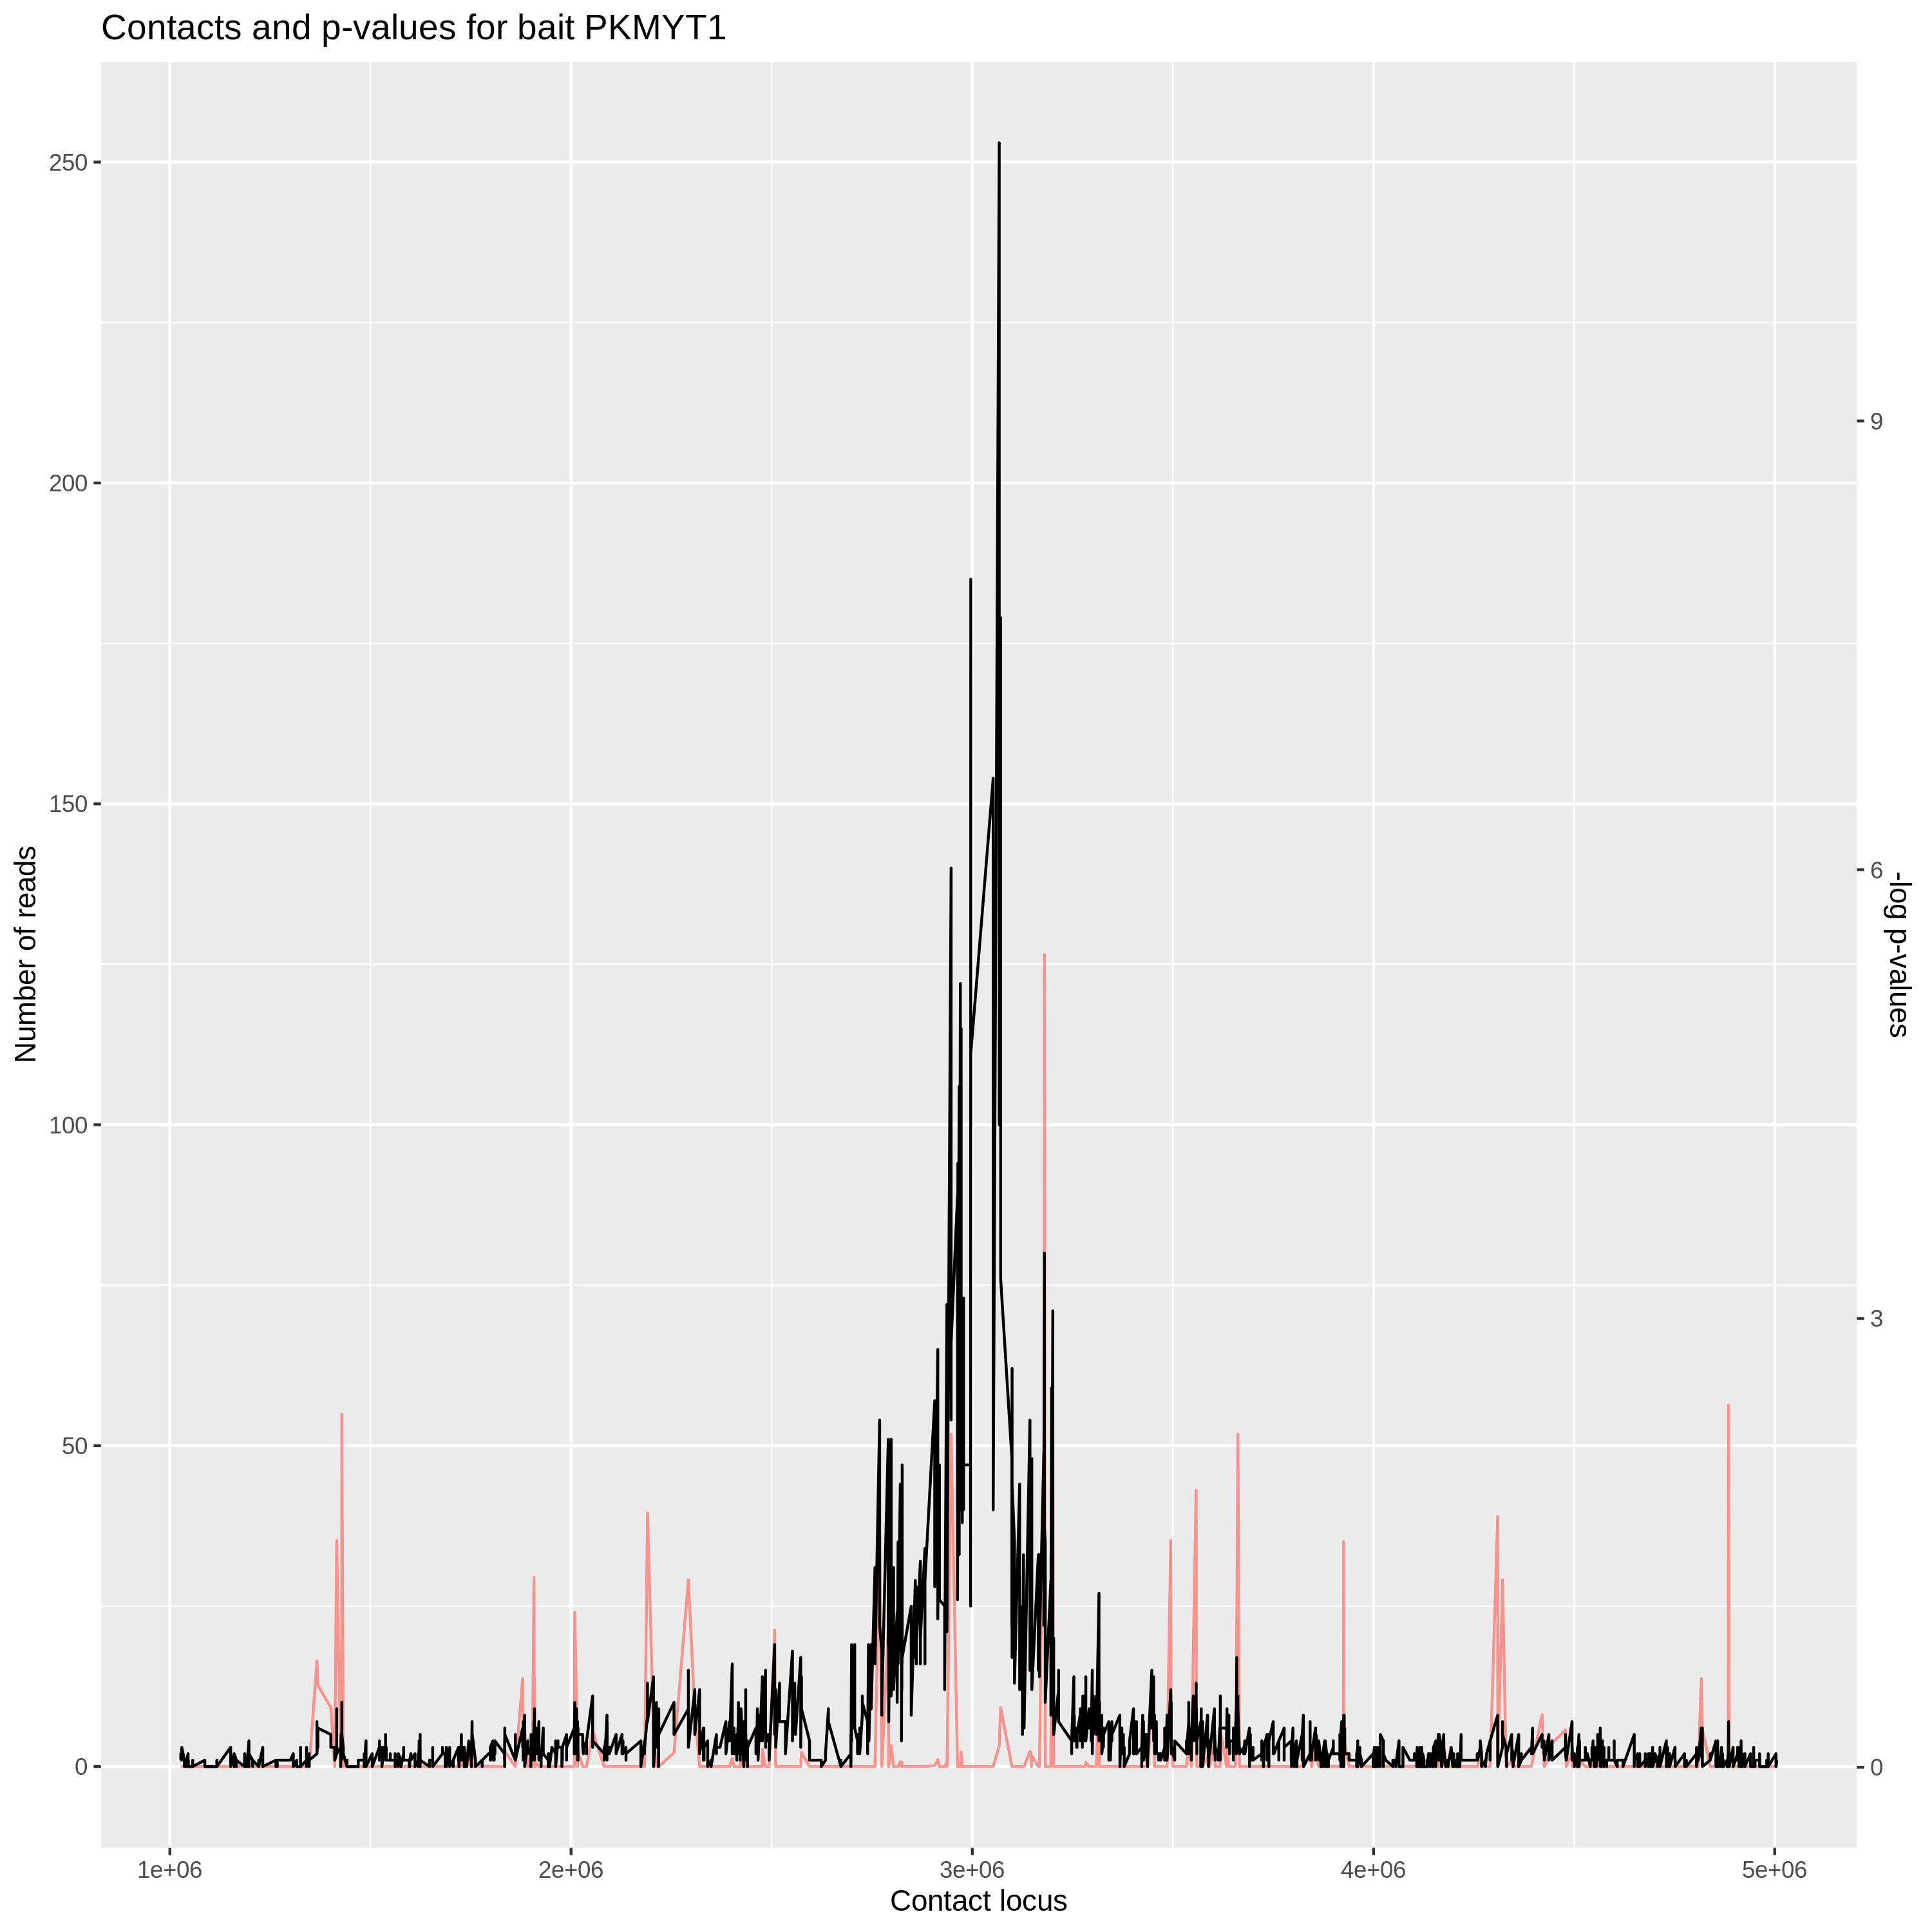 Contacts and p-values for bait PKMYT1
250
200
150
100
50
0
Number of reads
9
6
3
0
-log p-values
1e+06 2e+06 3e+06 4e+06 5e+06
Contact locus